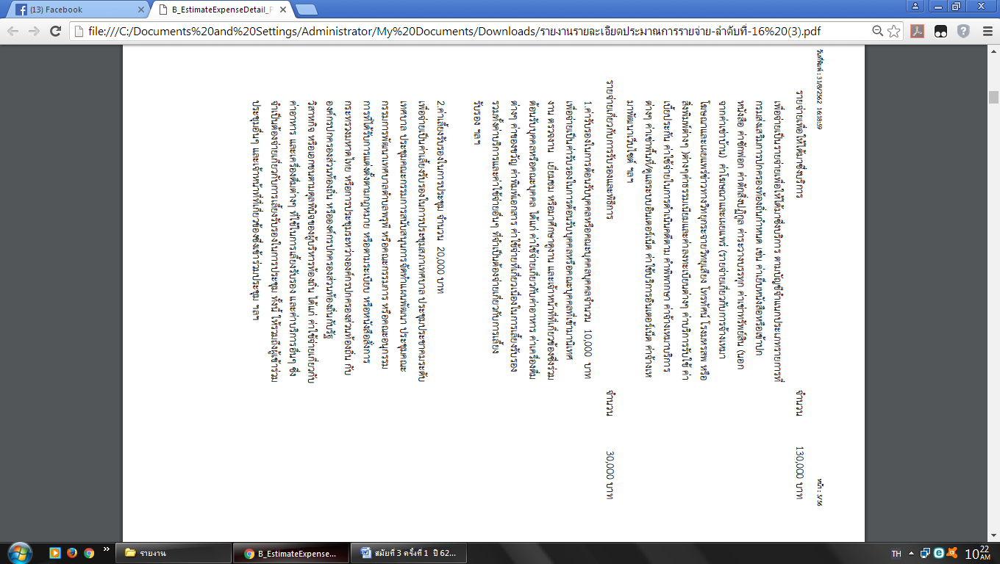 (13) Facebook
B_EstimateExpenseDetail_F
file:///C:/Documents%20and%20Settings/Administrator/My%20Documents/Downloads/รายงานรายละเอียดประมาณการรายจ่าย-ลำดับที่-16%20(3).pdf
วันที่พิมพ์ : 31/8/2562 16:18:59
หน้า : 5/56
รายจ่ายเพื่อให้ได้มาซึ่งบริการ จำนวน 130,000 บาท
เพื่อจ่ายเป็นรายจ่ายเพื่อให้ได้มาซึ่งบริการ ตามบัญชีจำแนกประเภทรายการที่
กรมส่งเสริมการปกครองท้องถิ่นกำหนด เช่น ค่าเย็บหนังสือหรือเข้าปก
หนังสือ ค่าซักฟอก ค่าตักสิ่งปฏิกูล ค่าระวางบรรทุก ค่าเช่าทรัพย์สิน (นอก
จากค่าเช่าบ้าน) ค่าโฆษณาและเผยแพร่ (รายจ่ายเกี่ยวกับการจ้างเหมา
โฆษณาและเผยแพร่ข่าวทางวิทยุกระจายวิทยุเสียง โทรทัศน์ โรงมหรสพ หรือ
สิ่งพิมพ์ต่างๆ )ต่างๆค่าธรรมเนียมและค่าลงทะเบียนต่างๆ ค่าบริการรับใช้ ค่า
เบี้ยประกัน ค่าใช้จ่ายในการดำเนินคดีตาม คำพิพากษา ค่าจ้างเหมาบริการ
ต่างๆ ค่าเช่าพื้นที่/ดูแลระบบอินเตอร์เน็ต ค่าใช้บริการอินเตอร์เน็ต ค่าจ้างเห
มาพัฒนาเว็บไซต์ ฯลฯ
รายจ่ายเกี่ยวกับการรับรองและพิธีการ จำนวน 30,000 บาท
1.ค่ารับรองในการต้อนรับบุคคลหรือคณะบุคคลบุคคลจำนวน 10,000 บาท
เพื่อจ่ายเป็นค่ารับรองในการต้อนรับบุคคลหรือคณะบุคคลที่เข้ามานิเทศ
งาน ตรวจงาน เยี่ยมชม หรือมาศึกษาดูงาน และเจ้าหน้าที่ที่เกี่ยวข้องซึ่งร่วม
ต้อนรับบุคคลหรือคณะบุคคล ได้แก่ ค่าใช้จ่ายเกี่ยวกับค่าอาหาร ค่าเครื่องดื่ม
ต่างๆ ค่าของขวัญ ค่าพิมพ์เอกสาร ค่าใช้จ่ายที่เกี่ยวเนื่องในการเลี้ยงรับรอง
รวมทั้งค่าบริการและค่าใช้จ่ายอื่นๆ ที่จำเป็นต้องจ่ายเกี่ยวกับการเลี้ยง
รับรอง ฯลฯ
2.ค่าเลี้ยงรับรองในการประชุม จำนวน 20,000 บาท
เพื่อจ่ายเป็นค่าเลี้ยงรับรองในการประชุมสภาเทศบาล ประชุมประชาคมระดับ
เทศบาล ประชุมคณะกรรมการสนับสนุนการจัดทำแผนพัฒนา ประชุมคณะ
กรรมการพัฒนาเทศบาลตำบลพรุพี หรือคณะกรรมการ หรือคณะอนุกรรม
การที่ได้รับการแต่งตั้งตามกฎหมาย หรือตามระเบียบ หรือหนังสือสั่งการ
กระทรวงมหาดไทย หรือการประชุมระหว่างองค์กรปกครองส่วนท้องถิ่น กับ
องค์กรปกครองส่วนท้องถิ่น หรือองค์กรปกครองส่วนท้องถิ่นกับรัฐ
วิสาหกิจ หรือเอกชนตามดุลพินิจของผู้บริหารท้องถิ่น ได้แก่ ค่าใช้จ่ายเกี่ยวกับ
ค่าอาหาร และเครื่องดื่มต่างๆ ที่ใช้ในการเลี้ยงรับรอง และค่าบริการอื่นๆ ซึ่ง
จำเป็นต้องจ่ายเกี่ยวกับการเลี้ยงรับรองในการประชุม ทั้งนี้ ให้รวมถึงผู้เข้าร่วม
ประชุมอื่นๆ และเจ้าหน้าที่ที่เกี่ยวข้องซึ่งเข้าร่วมประชุม ฯลฯ
รายงาน
B_EstimateExpense...
สมัยที่ 3 ครั้งที่ 1 ปี 62...
TH
10 22 AM